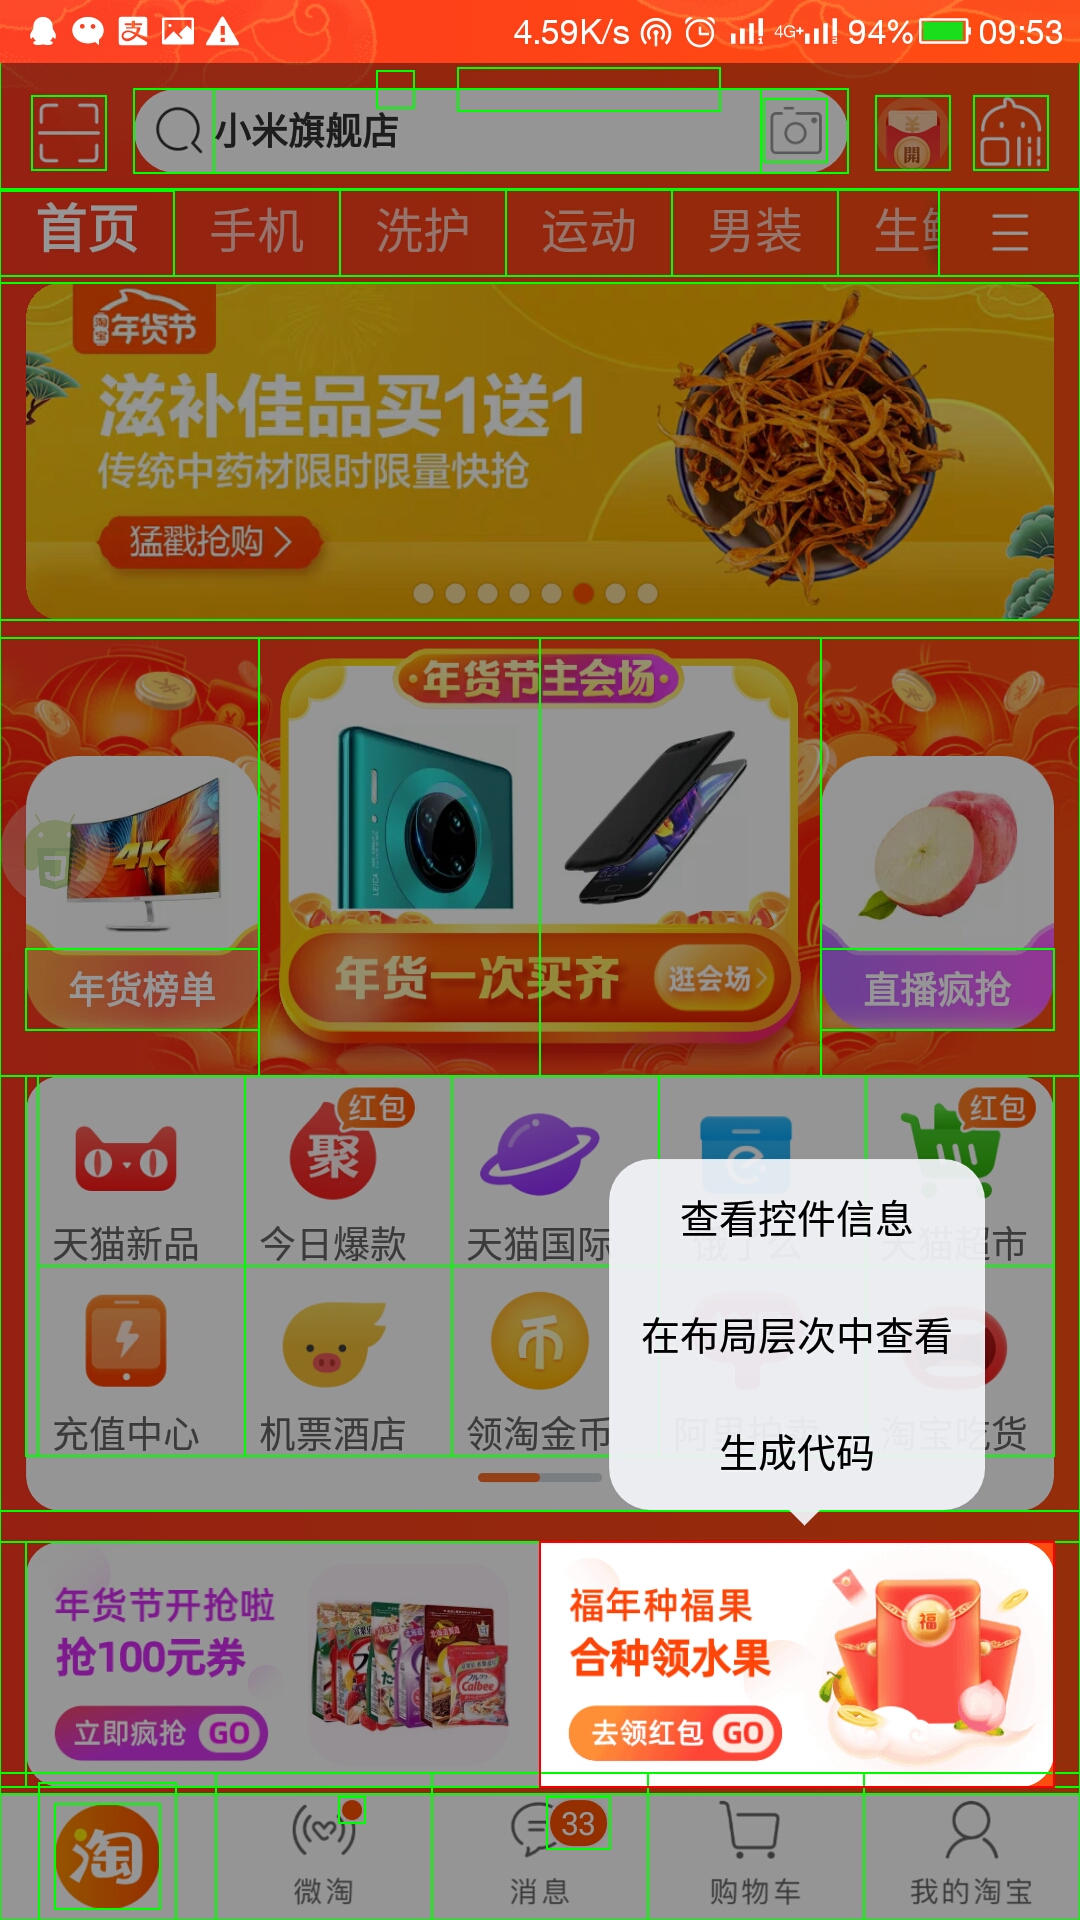 4.59K/s 4G+ 94% 09:53
小米旗舰店
開
首页 手机 洗护 运动 男装 生鲜
淘宝年货节
滋补佳品买1送1
传统中药材限时限量快抢
猛戳抢购
年货节主会场
4K
LEICA
年货榜单
年货一次买齐 逛会场
直播疯抢
红包 红包
聚
天猫新品 今日爆款 天猫国际 饿了么 天猫超市
查看控件信息
在布局层次中查看
生成代码
币
充值中心 机票酒店 领淘金币 阿里拍卖 淘宝吃货
年货节开抢啦
抢100元券
立即疯抢 GO
Calbee
福年种福果
合种领水果
去领红包 GO
福
淘 33
微淘 消息 购物车 我的淘宝